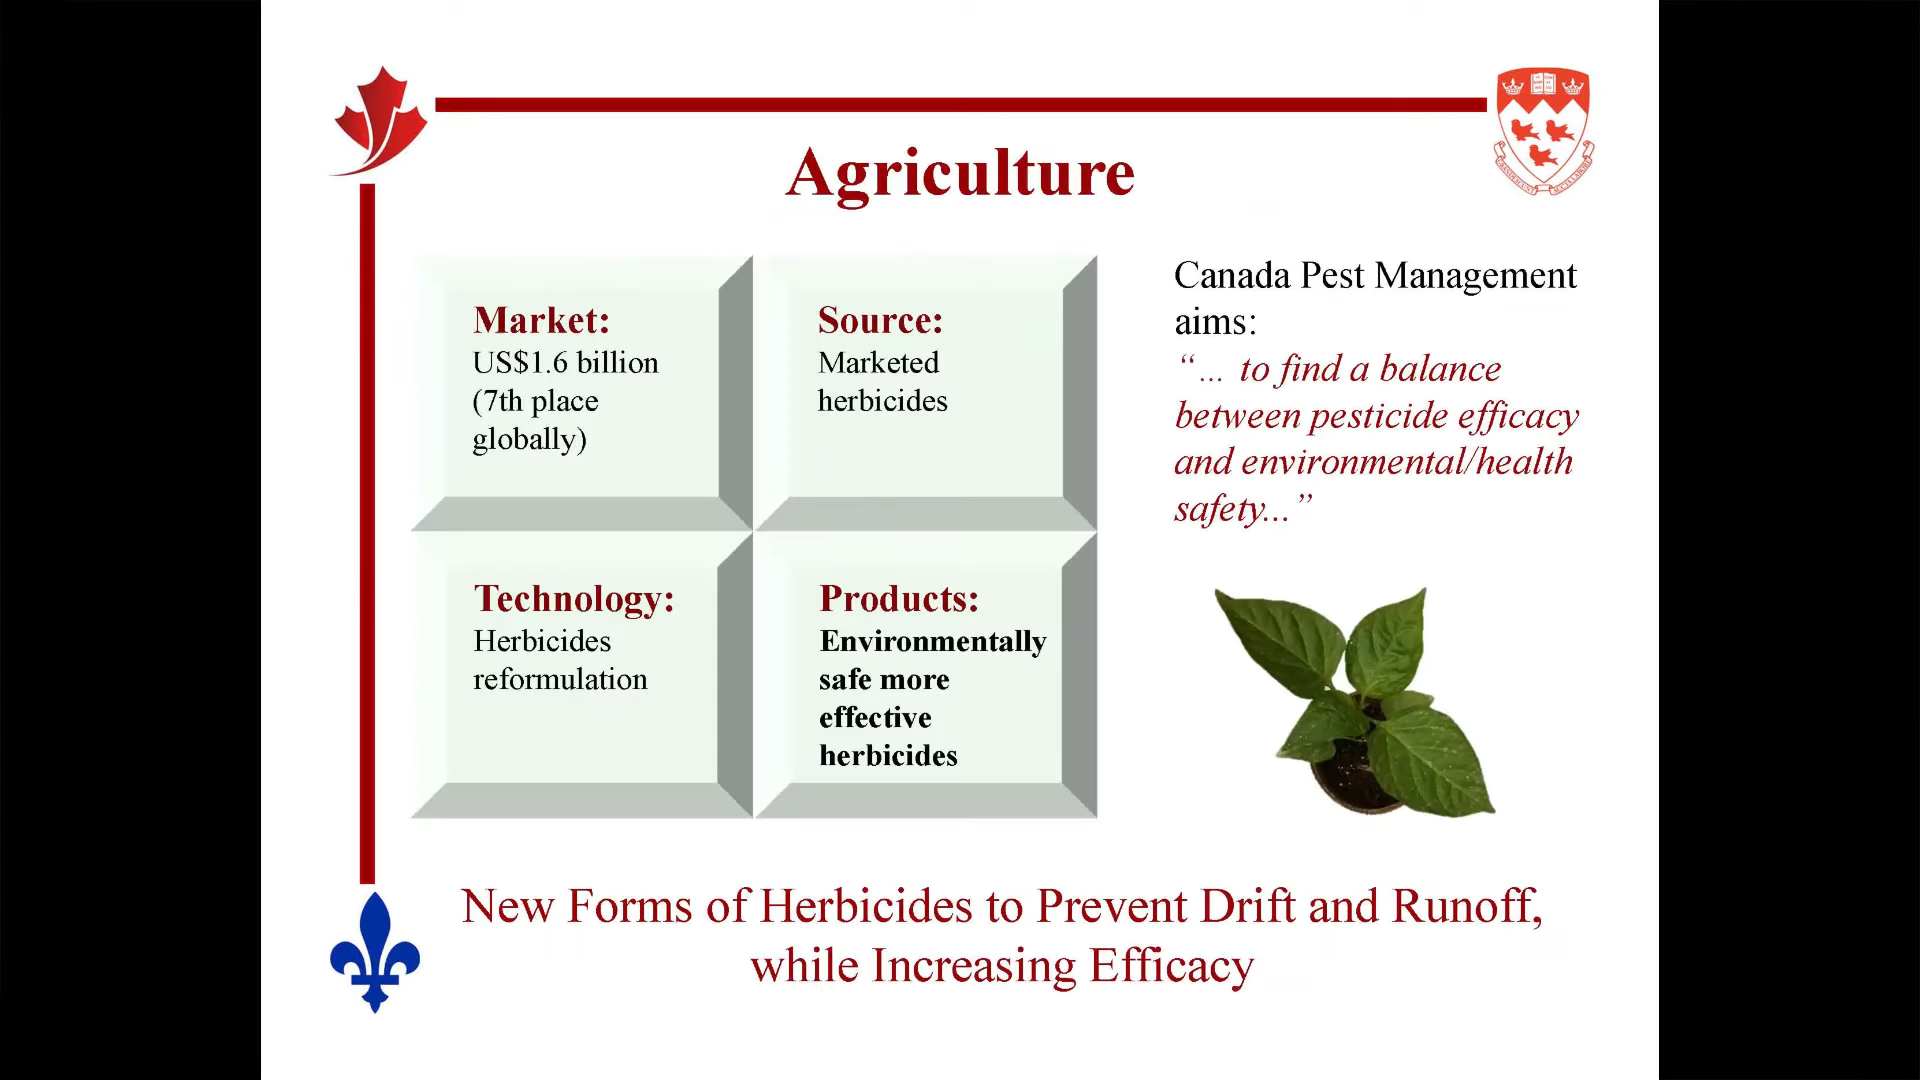 Agriculture
Market:
US$1.6 billion
(7th place
globally)
Source:
Marketed
herbicides
Technology:
Herbicides
reformulation
Products:
Environmentally
safe more
effective
herbicides
Canada Pest Management
aims:
“... to find a balance
between pesticide efficacy
and environmental/health
safety...”
New Forms of Herbicides to Prevent Drift and Runoff,
while Increasing Efficacy